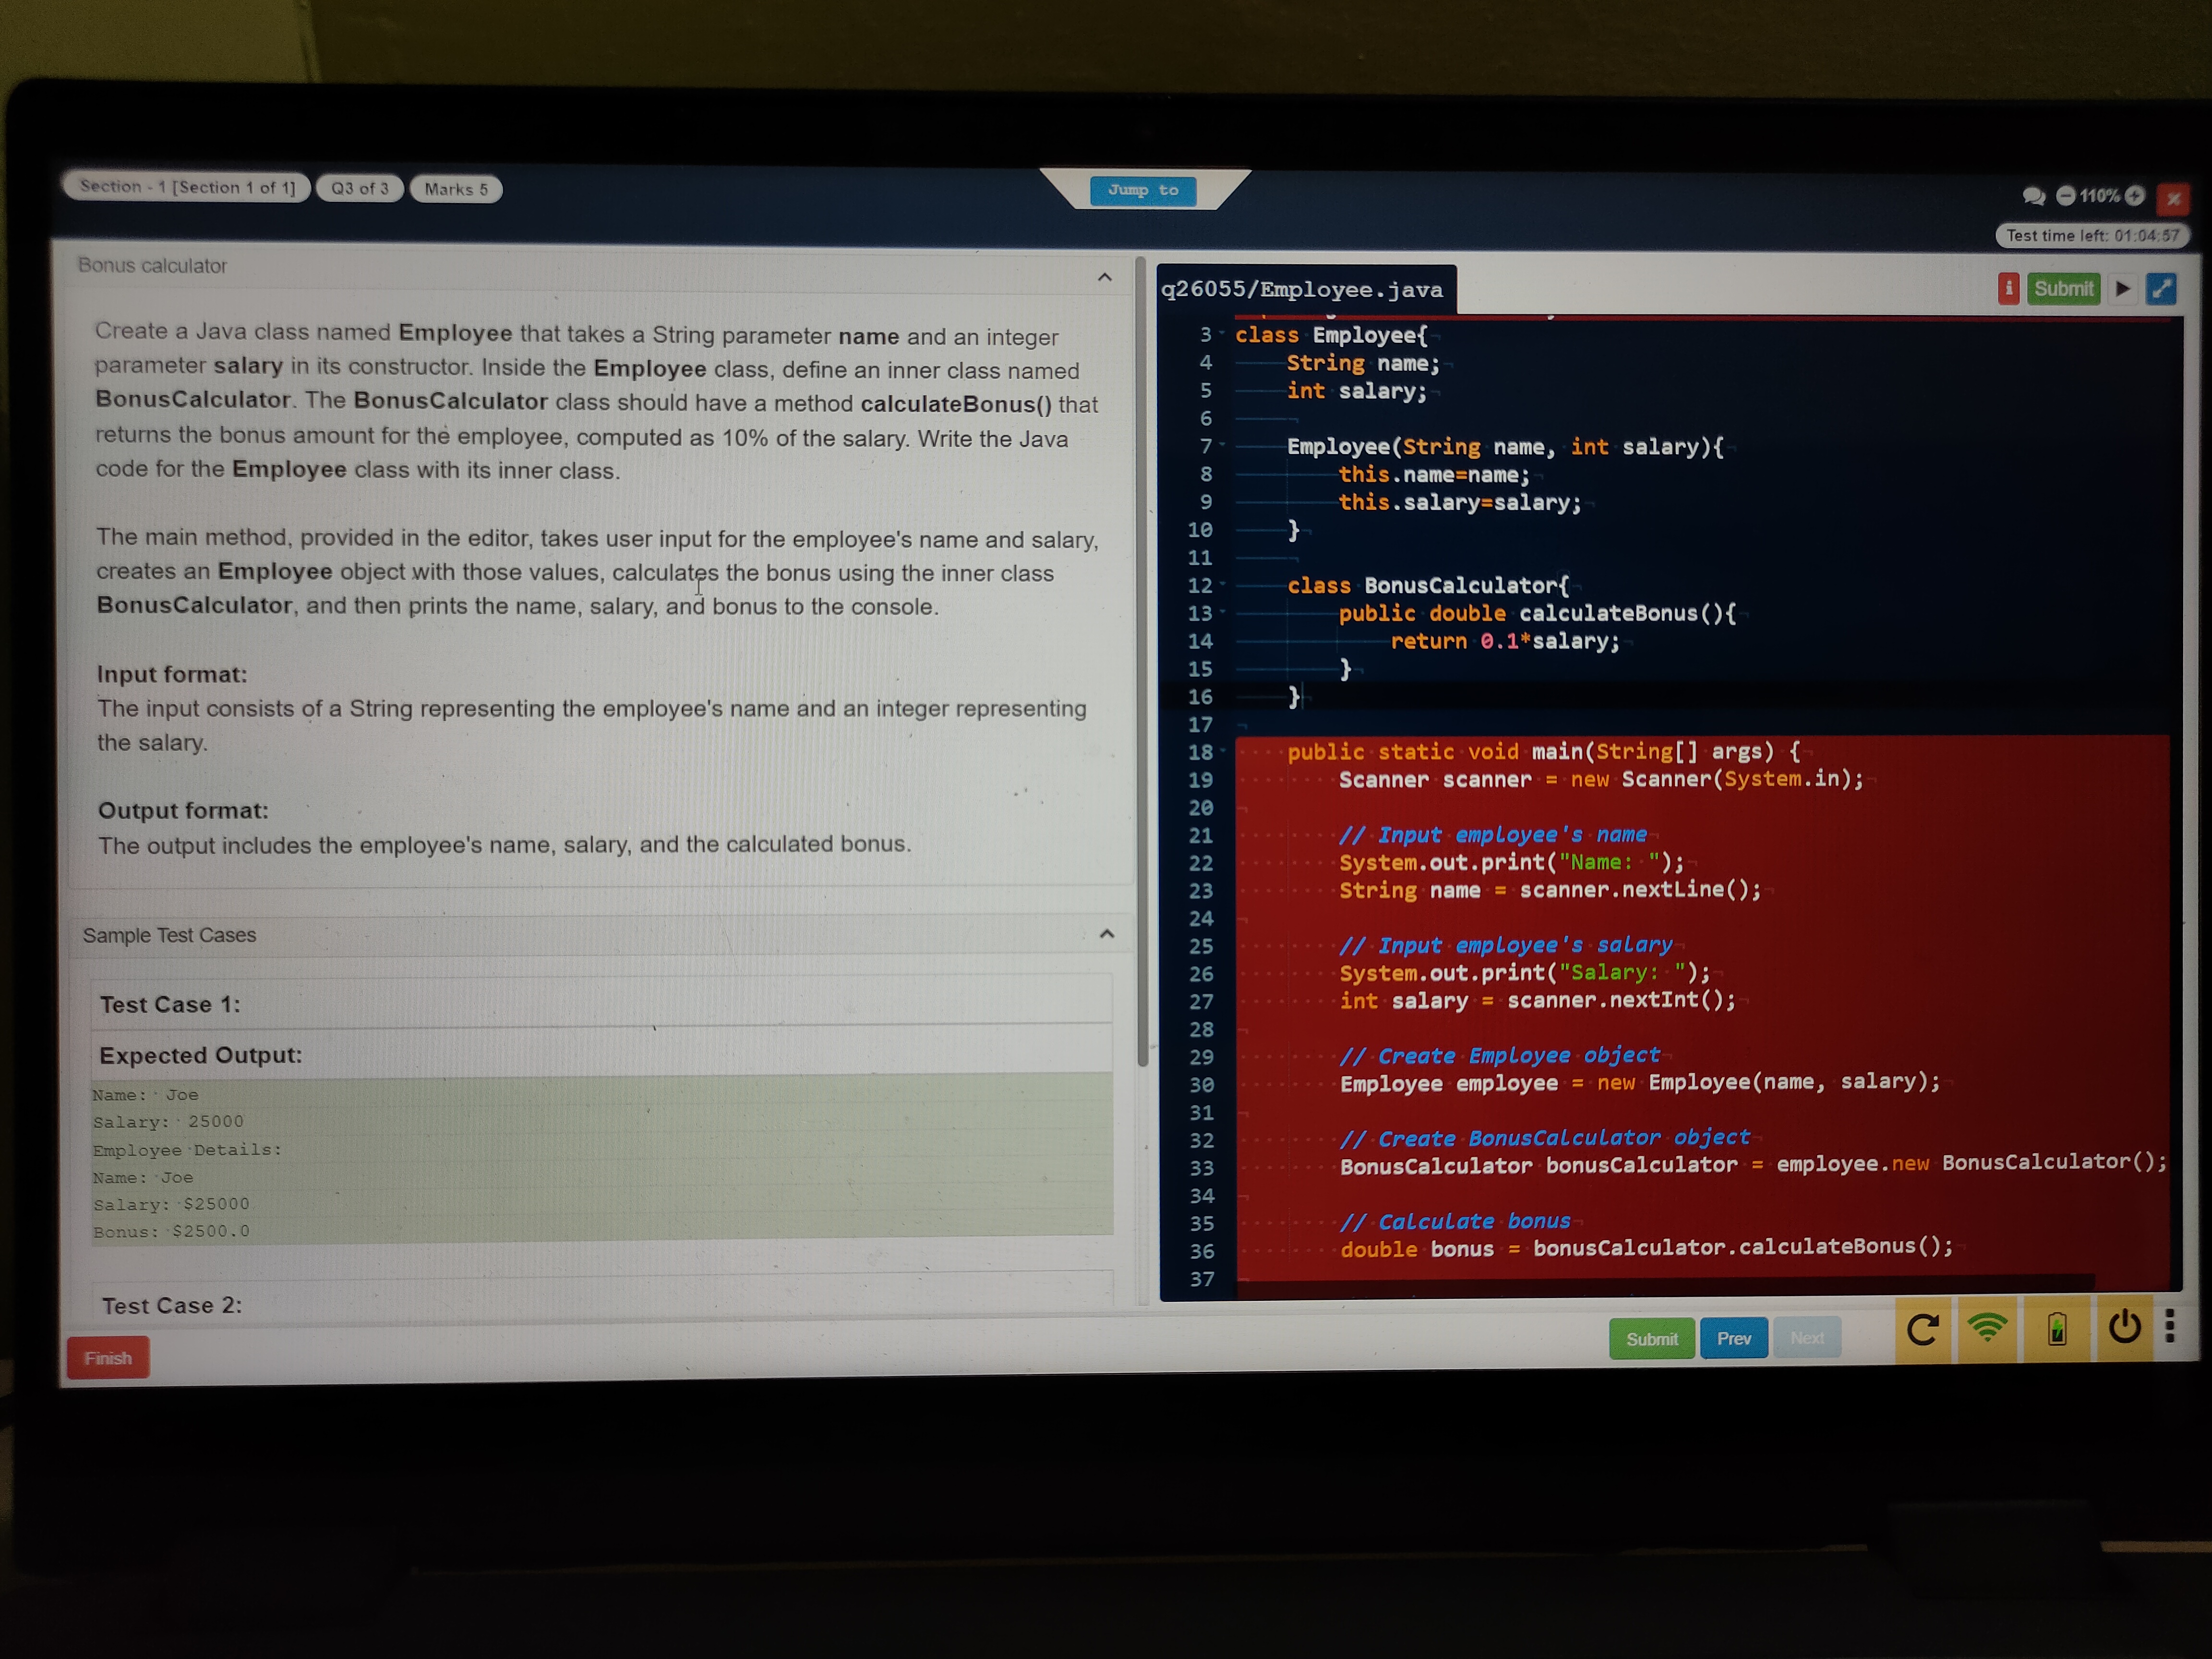 Section - 1 [Section 1 of 1] Q3 of 3 Marks 5
Jump to
110%
Test time left: 01:04:57
Bonus calculator
Create a Java class named Employee that takes a String parameter name and an integer
parameter salary in its constructor. Inside the Employee class, define an inner class named
BonusCalculator. The BonusCalculator class should have a method calculateBonus() that
returns the bonus amount for the employee, computed as 10% of the salary. Write the Java
code for the Employee class with its inner class.
The main method, provided in the editor, takes user input for the employee's name and salary,
creates an Employee object with those values, calculates the bonus using the inner class
BonusCalculator, and then prints the name, salary, and bonus to the console.
Input format:
The input consists of a String representing the employee's name and an integer representing
the salary.
Output format:
The output includes the employee's name, salary, and the calculated bonus.
Sample Test Cases
Test Case 1:
Expected Output:
Name: Joe
Salary: 25000
Employee Details:
Name: Joe
Salary: $25000
Bonus: $2500.0
Test Case 2:
Finish
q26055/Employee.java
i Submit
3 class Employee{
4 String name;
5 int salary;
6
7 Employee(String name, int salary){
8 this.name=name;
9 this.salary=salary;
10 }
11
12 class BonusCalculator{
13 public double calculateBonus(){
14 return 0.1*salary;
15 }
16 }
17
18 public static void main(String[] args) {
19 Scanner scanner = new Scanner(System.in);
20
21 // Input employee's name
22 System.out.print("Name: ");
23 String name = scanner.nextLine();
24
25 // Input employee's salary
26 System.out.print("Salary: ");
27 int salary = scanner.nextInt();
28
29 // Create Employee object
30 Employee employee = new Employee(name, salary);
31
32 // Create BonusCalculator object
33 BonusCalculator bonusCalculator = employee.new BonusCalculator();
34
35 // Calculate bonus
36 double bonus = bonusCalculator.calculateBonus();
37
Submit Prev Next